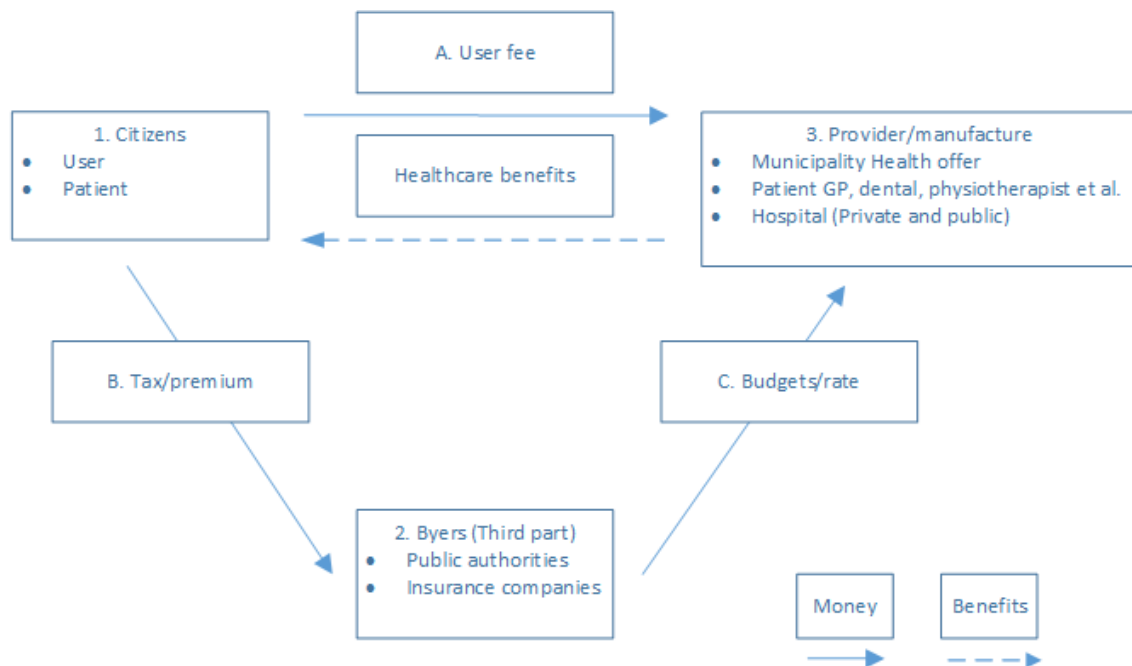 A. User fee
1. Citizens
● User
● Patient
Healthcare benefits
3. Provider/manufacture
● Municipality Health offer
● Patient GP, dental, physiotherapist et al.
● Hospital (Private and public)
B. Tax/premium
C. Budgets/rate
2. Byers (Third part)
● Public authorities
● Insurance companies
Money
Benefits